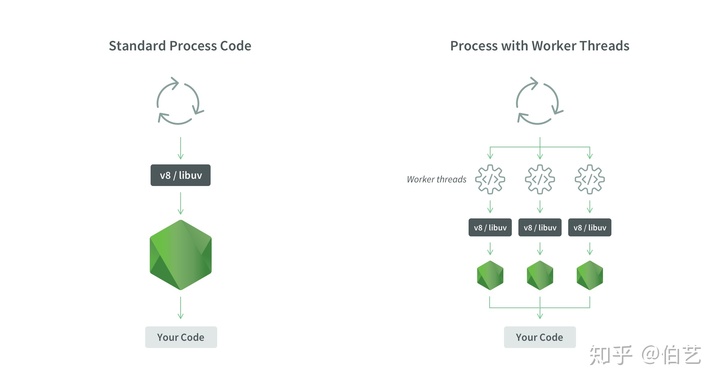 Standard Process Code
Process with Worker Threads
v8 / libuv
Your Code
Worker threads
v8 / libuv
v8 / libuv
v8 / libuv
Your Code
知乎 @伯艺